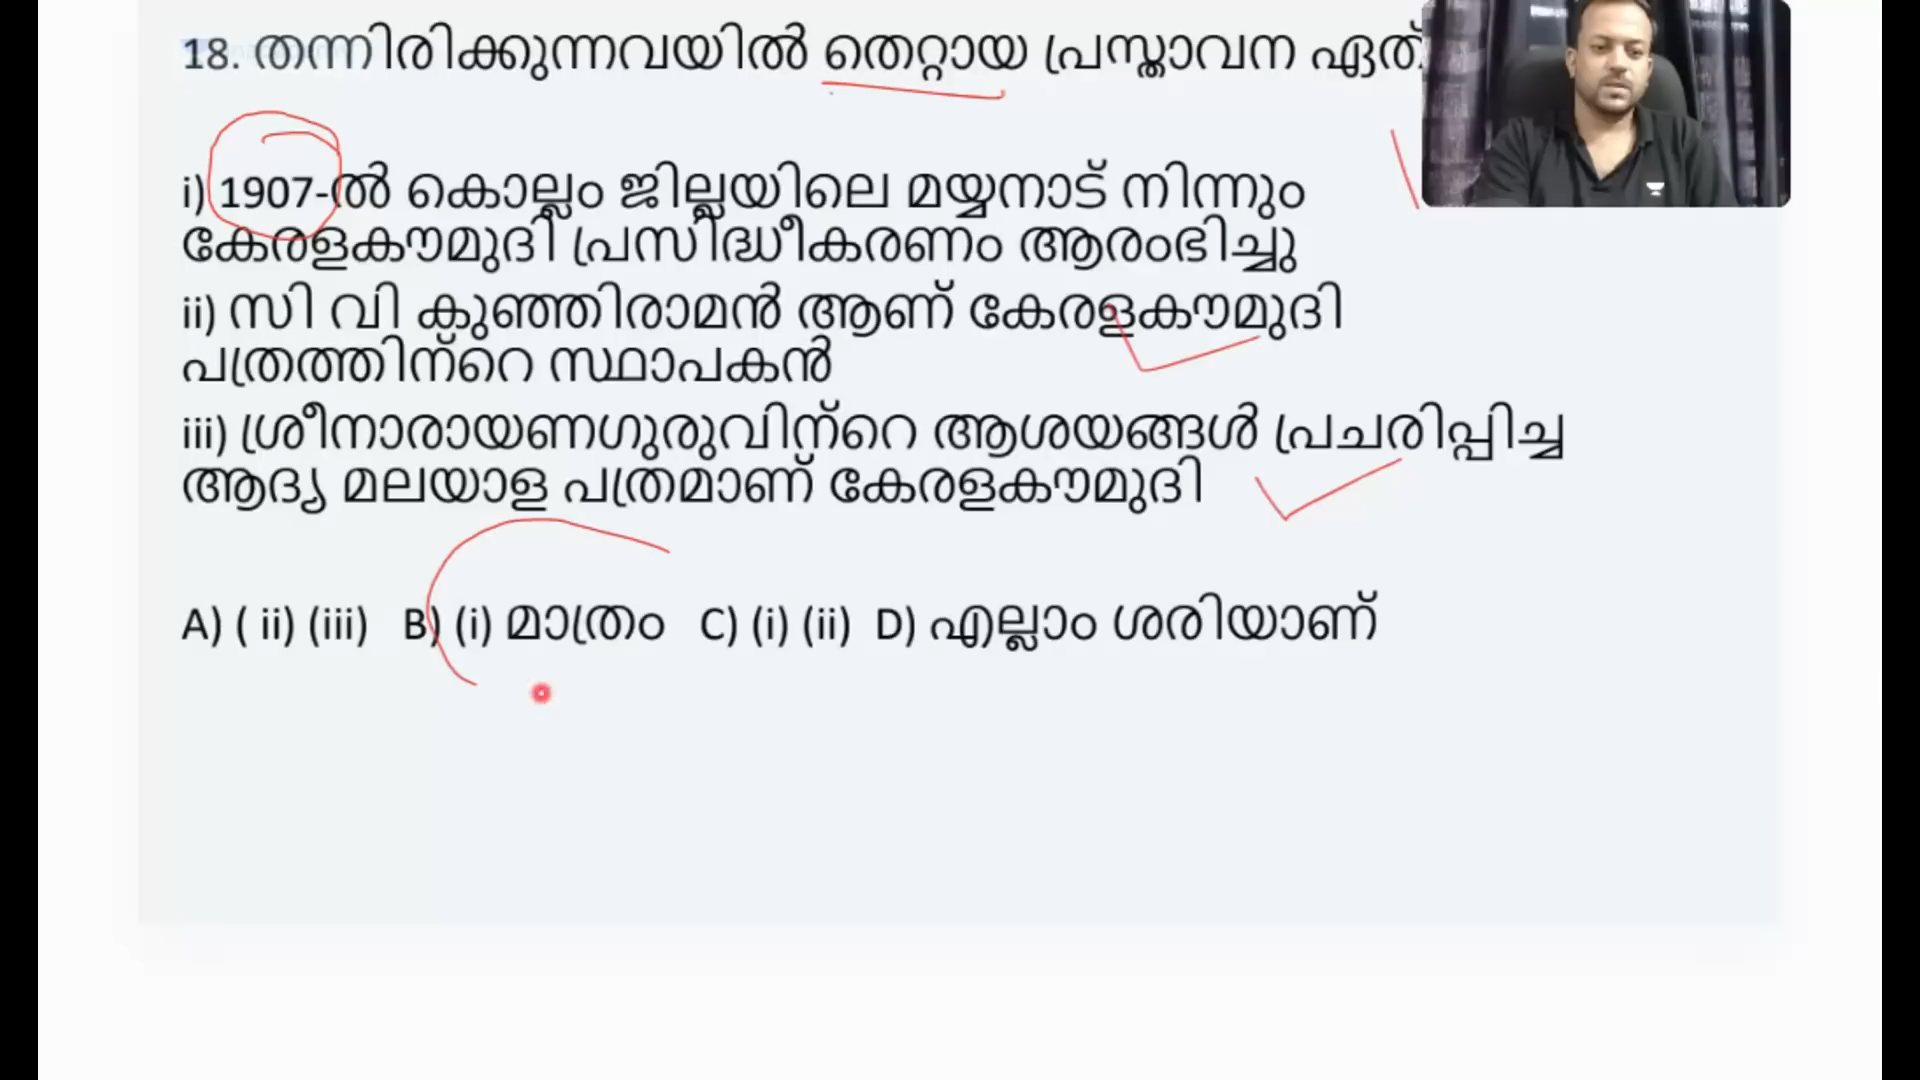 18. തന്നിരിക്കുന്നവയിൽ തെറ്റായ പ്രസ്താവന ഏത്.
i) 1907-ൽ കൊല്ലം ജില്ലയിലെ മയ്യനാട് നിന്നും
കേരളകൗമുദി പ്രസിദ്ധീകരണം ആരംഭിച്ചു
ii) സി വി കുഞ്ഞിരാമൻ ആണ് കേരളകൗമുദി
പത്രത്തിന്റെ സ്ഥാപകൻ
iii) ശ്രീനാരായണഗുരുവിന്റെ ആശയങ്ങൾ പ്രചരിപ്പിച്ച
ആദ്യ മലയാള പത്രമാണ് കേരളകൗമുദി
A) ( ii) (iii) B) (i) മാത്രം C) (i) (ii) D) എല്ലാം ശരിയാണ്